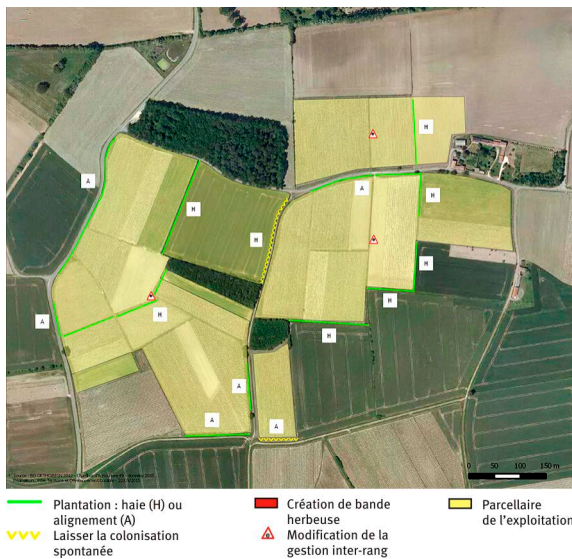 H
A
A
H
H
H
H
A
H
H
A
A
A
0
50
100
150 m
Plantation : haie (H) ou
alignement (A)
Laisser la colonisation
spontanée
Création de bande
herbeuse
Modification de la
gestion inter-rang
Parcellaire
de l'exploitation